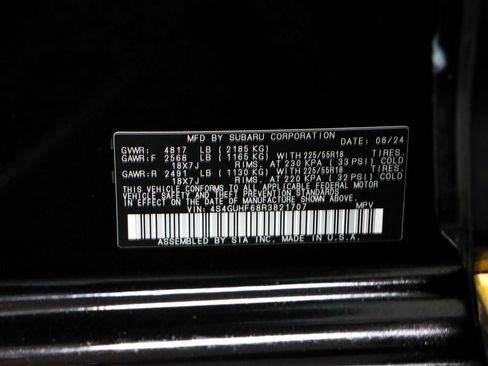 MFD BY SUBARU CORPORATION DATE: 08/24
GVWR: 4817 LB (2185 KG)
GAWR:F 2568 LB (1165 KG) WITH 225/55R18 TIRES.
18X7J RIMS. AT 230 KPA (33 PSI) COLD
GAWR:R 2491 LB (1130 KG) WITH 225/55R18 TIRES.
18X7J RIMS. AT 220 KPA (32 PSI) COLD
THIS VEHICLE CONFORMS TO ALL APPLICABLE FEDERAL MOTOR
VEHICLE SAFETY AND THEFT PREVENTION STANDARDS
IN EFFECT ON THE DATE OF MANUFACTURE SHOWN ABOVE.
VIN: 4S4GUHF68R3821707 MPV
ASSEMBLED BY SIA INC. MADE IN U.S.A.